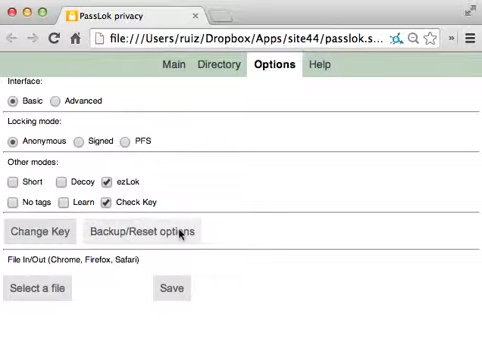 PassLok privacy
file:///Users/ruiz/Dropbox/Apps/site44/passlok.s...
Main Directory Options Help
Interface:
Basic Advanced
Locking mode:
Anonymous Signed PFS
Other modes:
Short Decoy ezLok
No tags Learn Check Key
Change Key Backup/Reset options
File In/Out (Chrome, Firefox, Safari)
Select a file Save